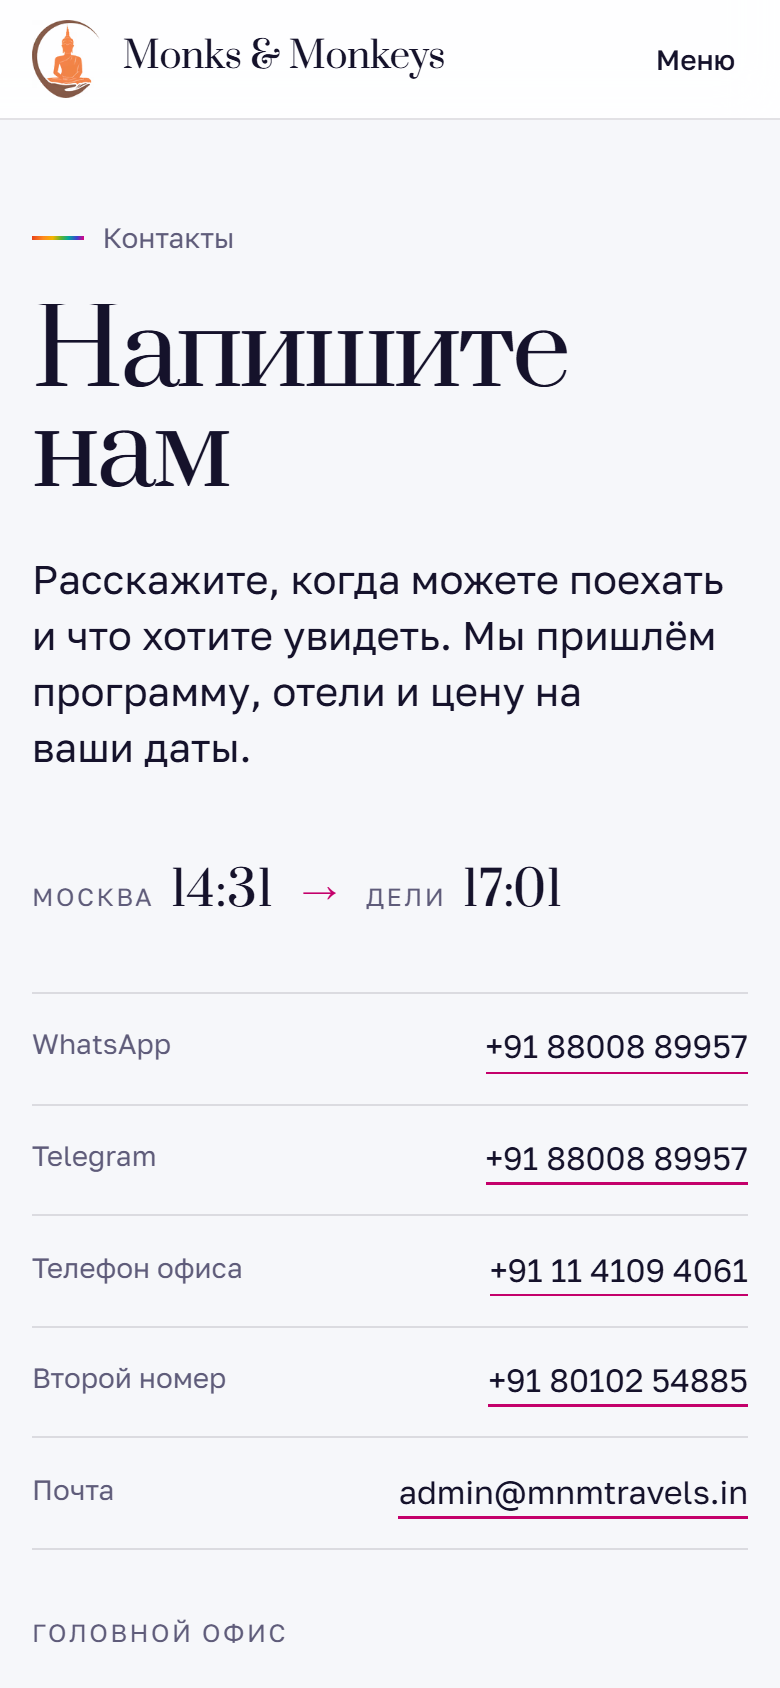 Monks & Monkeys
Меню
Контакты
Напишите
нам
Расскажите, когда можете поехать
и что хотите увидеть. Мы пришлём
программу, отели и цену на
ваши даты.
МОСКВА 14:31 → ДЕЛИ 17:01
WhatsApp +91 88008 89957
Telegram +91 88008 89957
Телефон офиса +91 11 4109 4061
Второй номер +91 80102 54885
Почта admin@mnmtravels.in
ГОЛОВНОЙ ОФИС